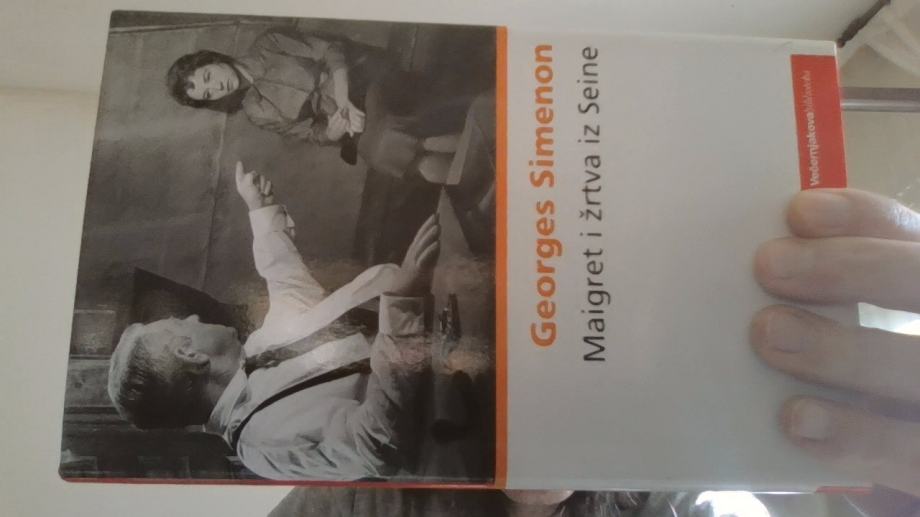 Georges Simenon
Maigret i žrtva iz Seine
Večernjakova biblioteka